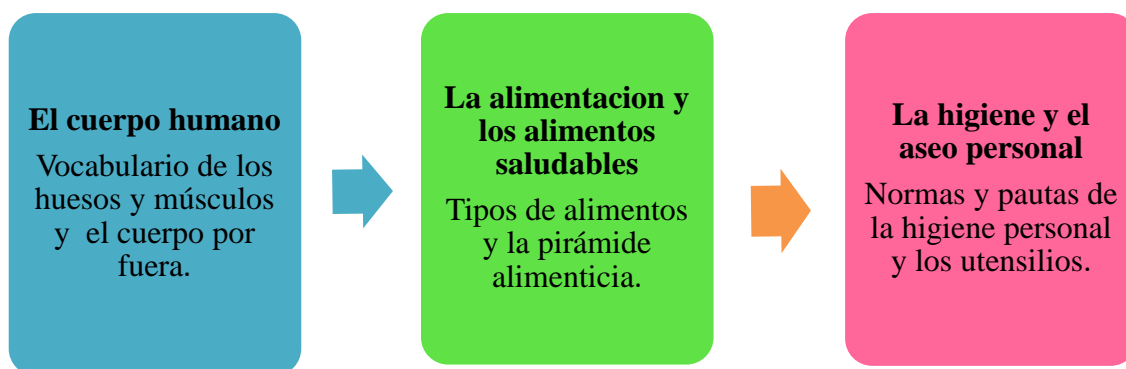 El cuerpo humano
Vocabulario de los
huesos y músculos
y el cuerpo por
fuera.
La alimentacion y
los alimentos
saludables
Tipos de alimentos
y la pirámide
alimenticia.
La higiene y el
aseo personal
Normas y pautas de
la higiene personal
y los utensilios.